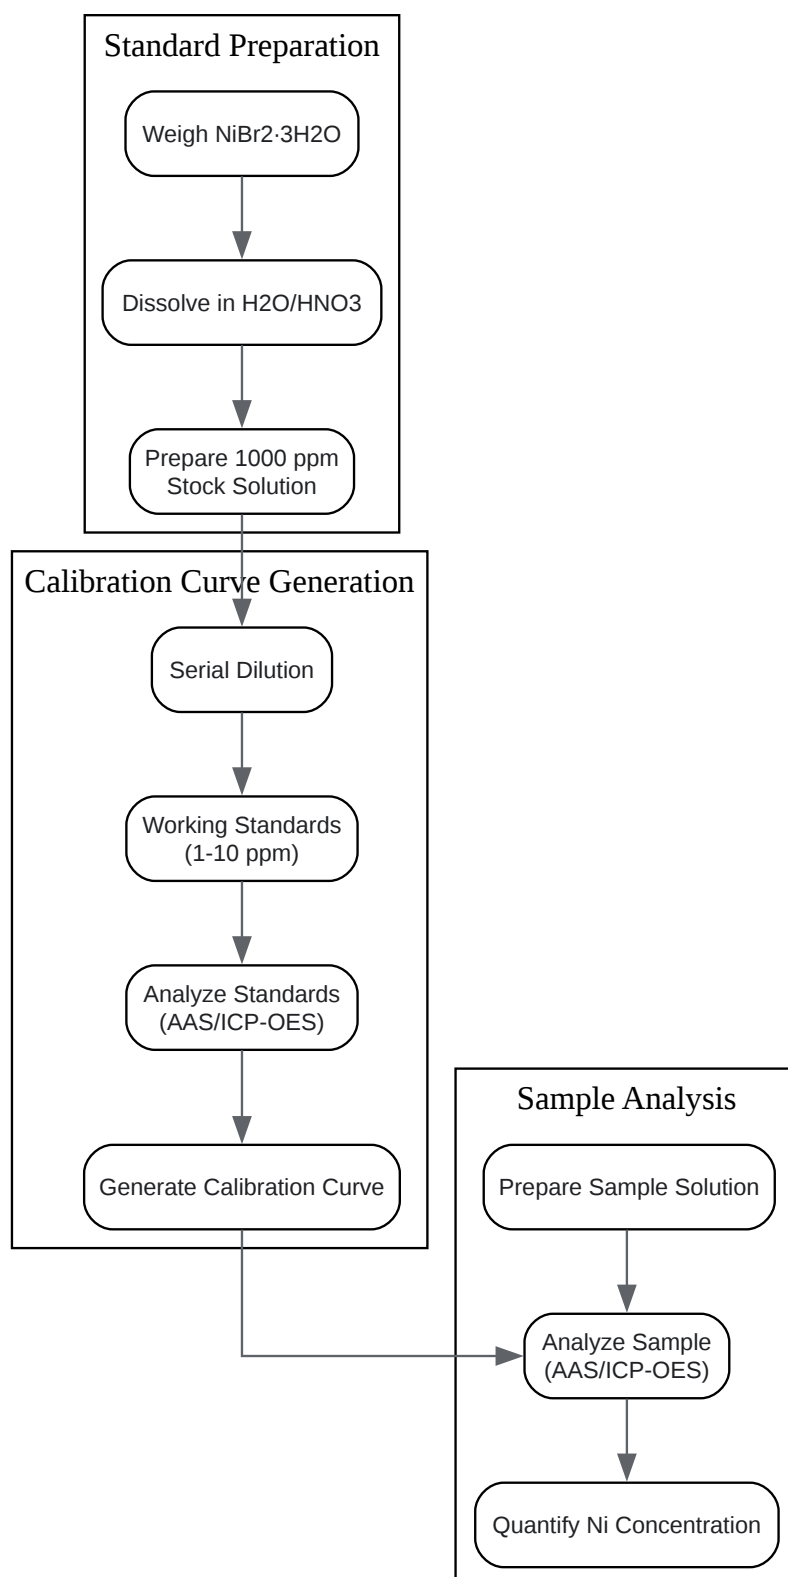 Standard Preparation
Weigh NiBr2·3H2O
Dissolve in H2O/HNO3
Prepare 1000 ppm
Stock Solution
Calibration Curve Generation
Serial Dilution
Working Standards
(1-10 ppm)
Analyze Standards
(AAS/ICP-OES)
Generate Calibration Curve
Sample Analysis
Prepare Sample Solution
Analyze Sample
(AAS/ICP-OES)
Quantify Ni Concentration